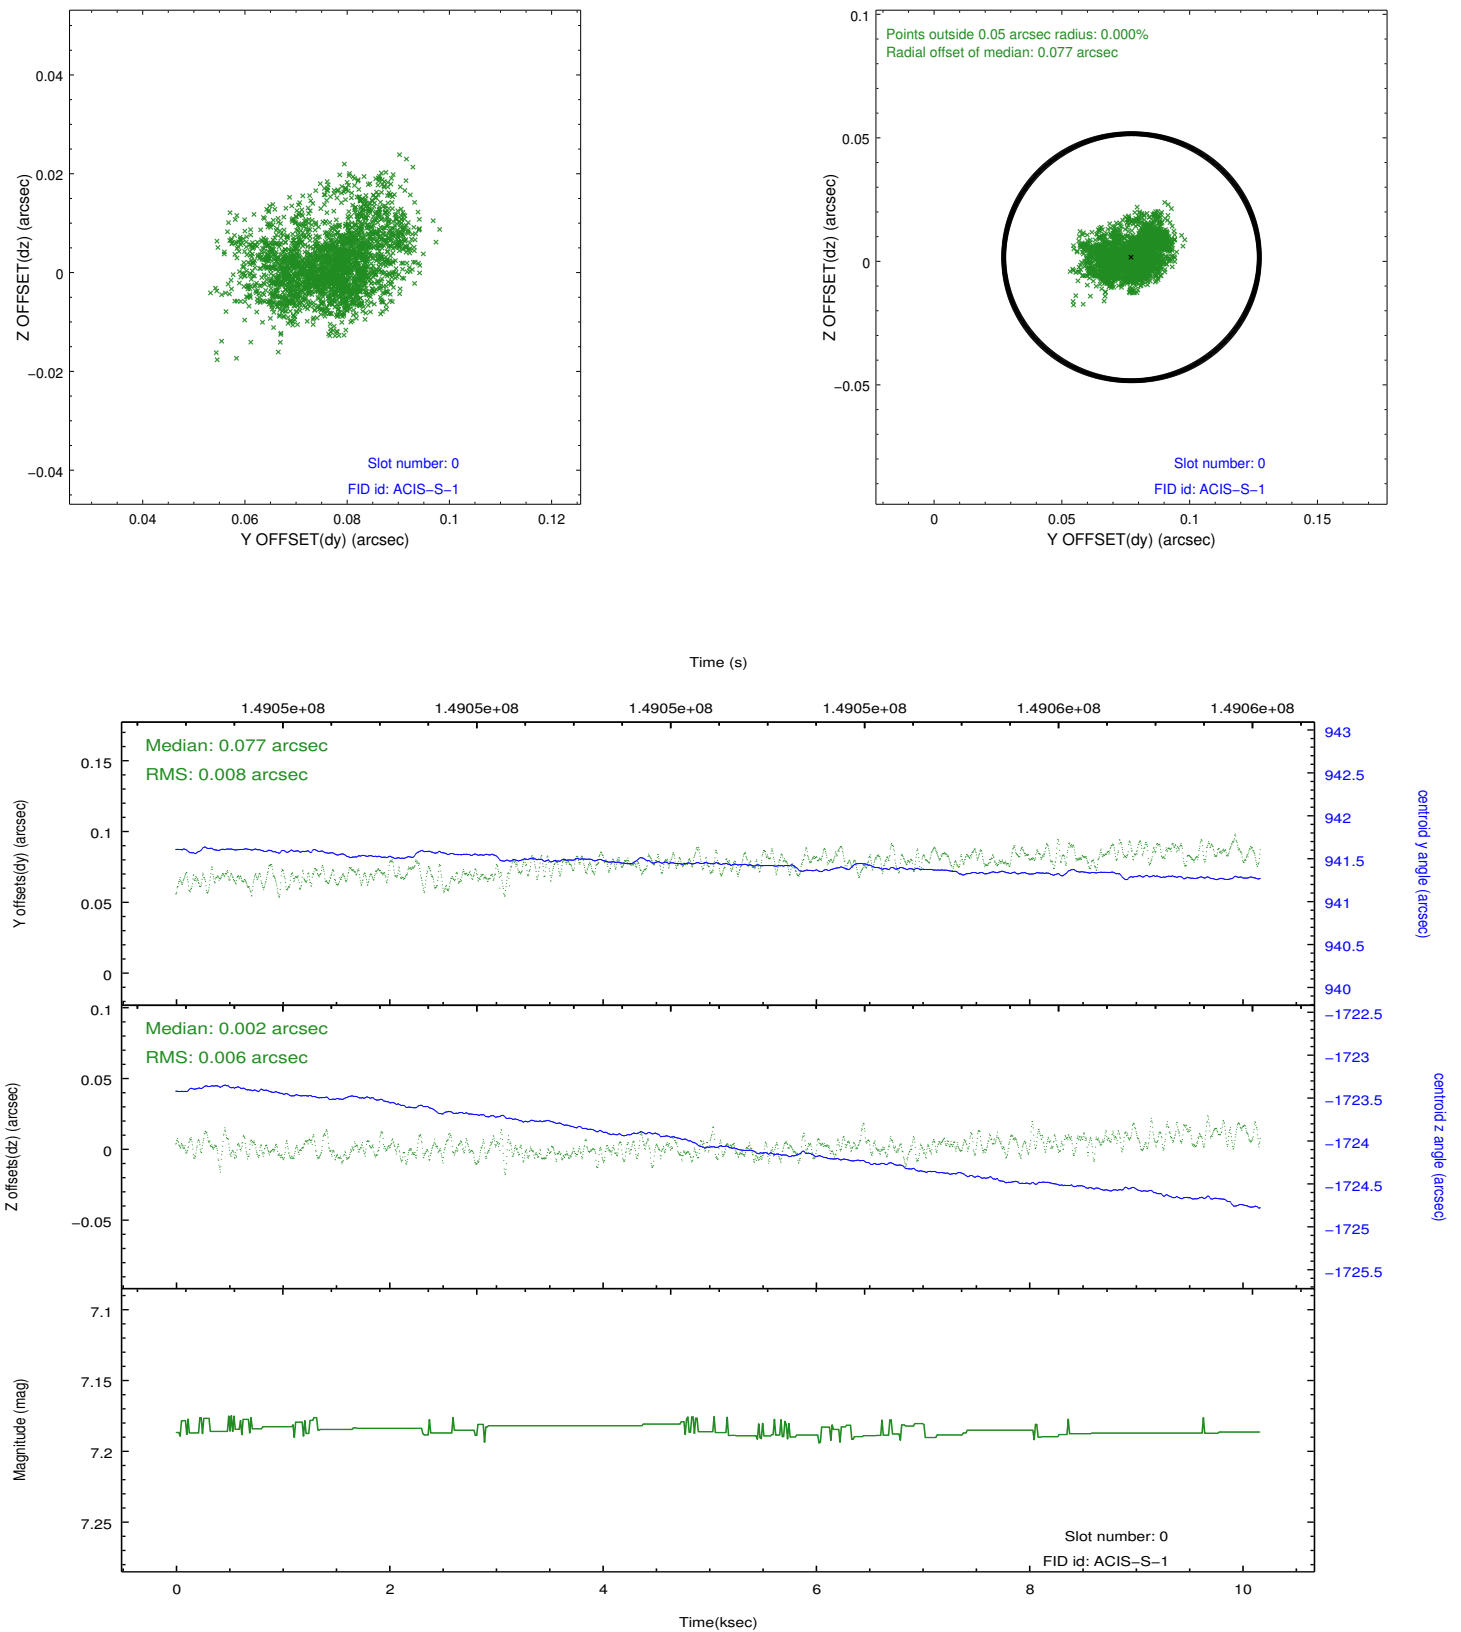 0.04
0.02
0
−0.02
−0.04
Z OFFSET(dz) (arcsec)
Slot number: 0
FID id: ACIS−S−1
0.04 0.06 0.08 0.1 0.12
Y OFFSET(dy) (arcsec)
0.1
0.05
0
−0.05
Z OFFSET(dz) (arcsec)
Points outside 0.05 arcsec radius: 0.000%
Radial offset of median: 0.077 arcsec
Slot number: 0
FID id: ACIS−S−1
0 0.05 0.1 0.15
Y OFFSET(dy) (arcsec)
Time (s)
1.4905e+08 1.4905e+08 1.4905e+08 1.4905e+08 1.4906e+08 1.4906e+08
Median: 0.077 arcsec
RMS: 0.008 arcsec
0.15
0.1
0.05
0
Y offsets(dy) (arcsec)
943
942.5
942
941.5
941
940.5
940
centroid y angle (arcsec)
Median: 0.002 arcsec
RMS: 0.006 arcsec
0.1
0.05
0
−0.05
Z offsets(dz) (arcsec)
−1722.5
−1723
−1723.5
−1724
−1724.5
−1725
−1725.5
centroid z angle (arcsec)
7.1
7.15
7.2
7.25
Magnitude (mag)
Slot number: 0
FID id: ACIS−S−1
0 2 4 6 8 10
Time(ksec)